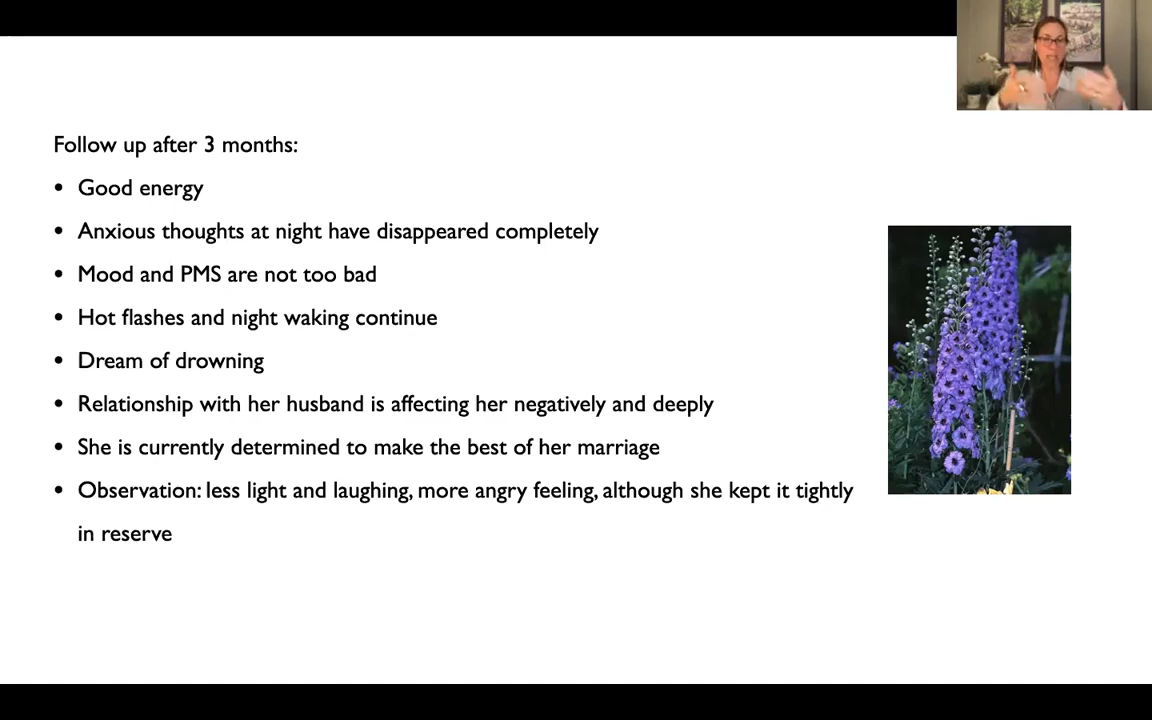 Follow up after 3 months:
• Good energy
• Anxious thoughts at night have disappeared completely
• Mood and PMS are not too bad
• Hot flashes and night waking continue
• Dream of drowning
• Relationship with her husband is affecting her negatively and deeply
• She is currently determined to make the best of her marriage
• Observation: less light and laughing, more angry feeling, although she kept it tightly
in reserve